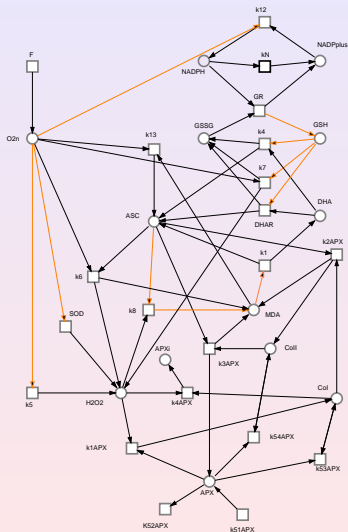 k12
F
kN
NADPH
NADPplus
GR
O2n
k13
GSSG
k4
GSH
k7
DHA
ASC
DHAR
k2APX
k1
k6
k8
MDA
SOD
APXi
k3APX
CoII
k5
H2O2
k4APX
CoI
k1APX
k54APX
k53APX
APX
K52APX
k51APX